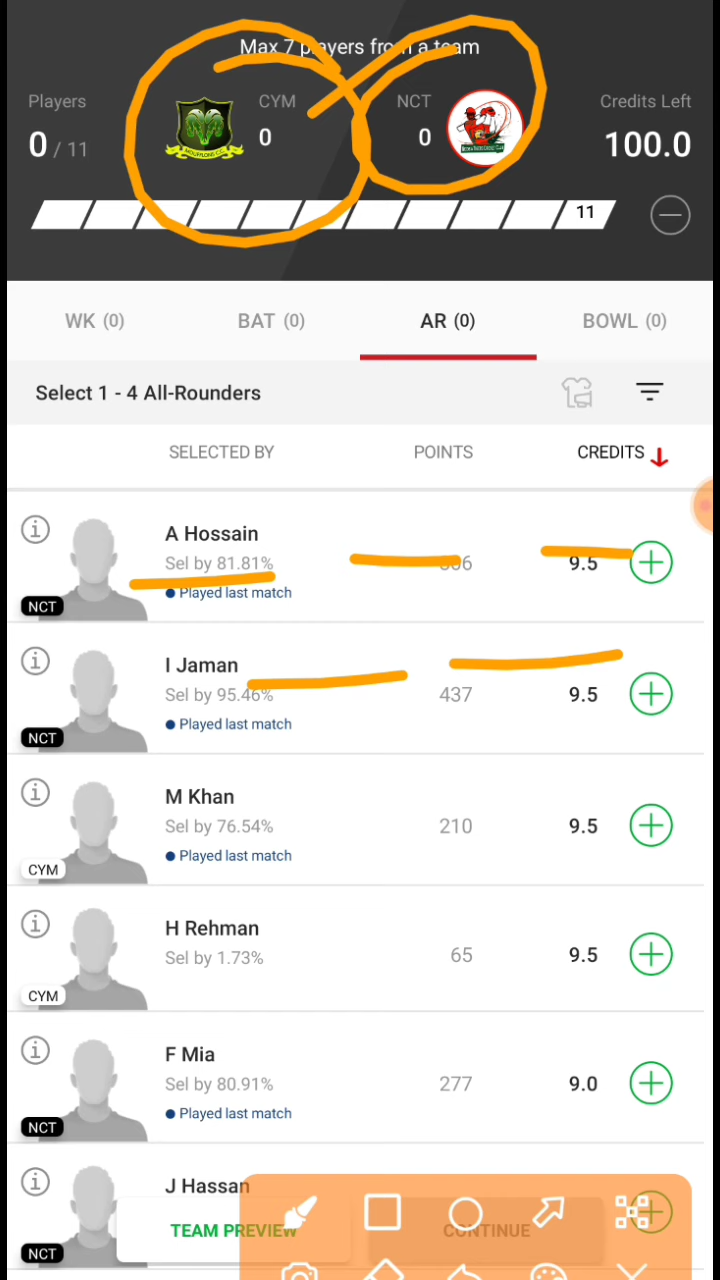 Max 7 players from a team
Players CYM NCT Credits Left
0 / 11 0 0 100.0
MOUFFLONS C.C.
11
WK (0) BAT (0) AR (0) BOWL (0)
Select 1 - 4 All-Rounders
SELECTED BY POINTS CREDITS
A Hossain
Sel by 81.81% 9.5
Played last match
NCT
I Jaman
Sel by 95.46% 437 9.5
Played last match
NCT
M Khan
Sel by 76.54% 210 9.5
Played last match
CYM
H Rehman
Sel by 1.73% 65 9.5
CYM
F Mia
Sel by 80.91% 277 9.0
Played last match
NCT
J Hassan
TEAM PREVIEW CONTINUE
NCT